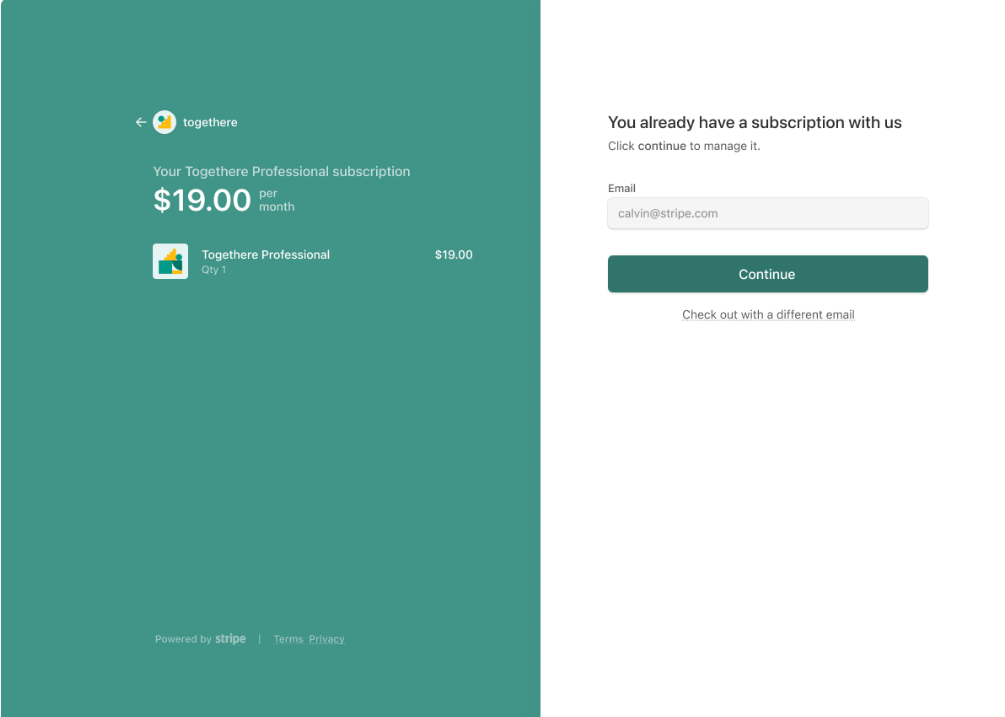 togethere
Your Togethere Professional subscription
$19.00 per
month
Togethere Professional $19.00
Qty 1
Powered by stripe | Terms Privacy
You already have a subscription with us
Click continue to manage it.
Email
calvin@stripe.com
Continue
Check out with a different email